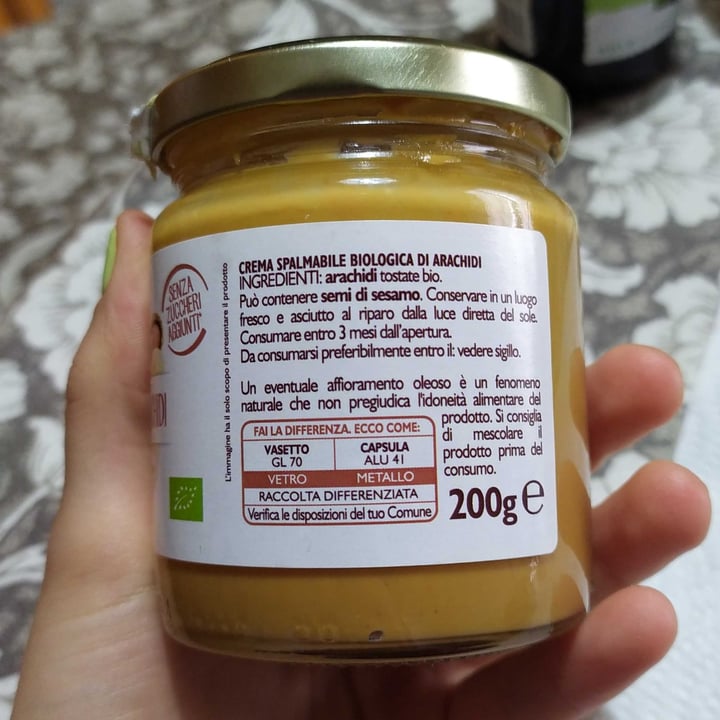 SENZA
ZUCCHERI
AGGIUNTI*
L'immagine ha il solo scopo di presentare il prodotto
CREMA SPALMABILE BIOLOGICA DI ARACHIDI
INGREDIENTI: arachidi tostate bio.
Può contenere semi di sesamo. Conservare in un luogo
fresco e asciutto al riparo dalla luce diretta del sole.
Consumare entro 3 mesi dall'apertura.
Da consumarsi preferibilmente entro il: vedere sigillo.
Un eventuale affioramento oleoso è un fenomeno
naturale che non pregiudica l'idoneità alimentare del
prodotto. Si consiglia
di mescolare il
prodotto prima del
consumo.
FAI LA DIFFERENZA. ECCO COME:
VASETTO CAPSULA
GL 70 ALU 41
VETRO METALLO
RACCOLTA DIFFERENZIATA
Verifica le disposizioni del tuo Comune
200g e